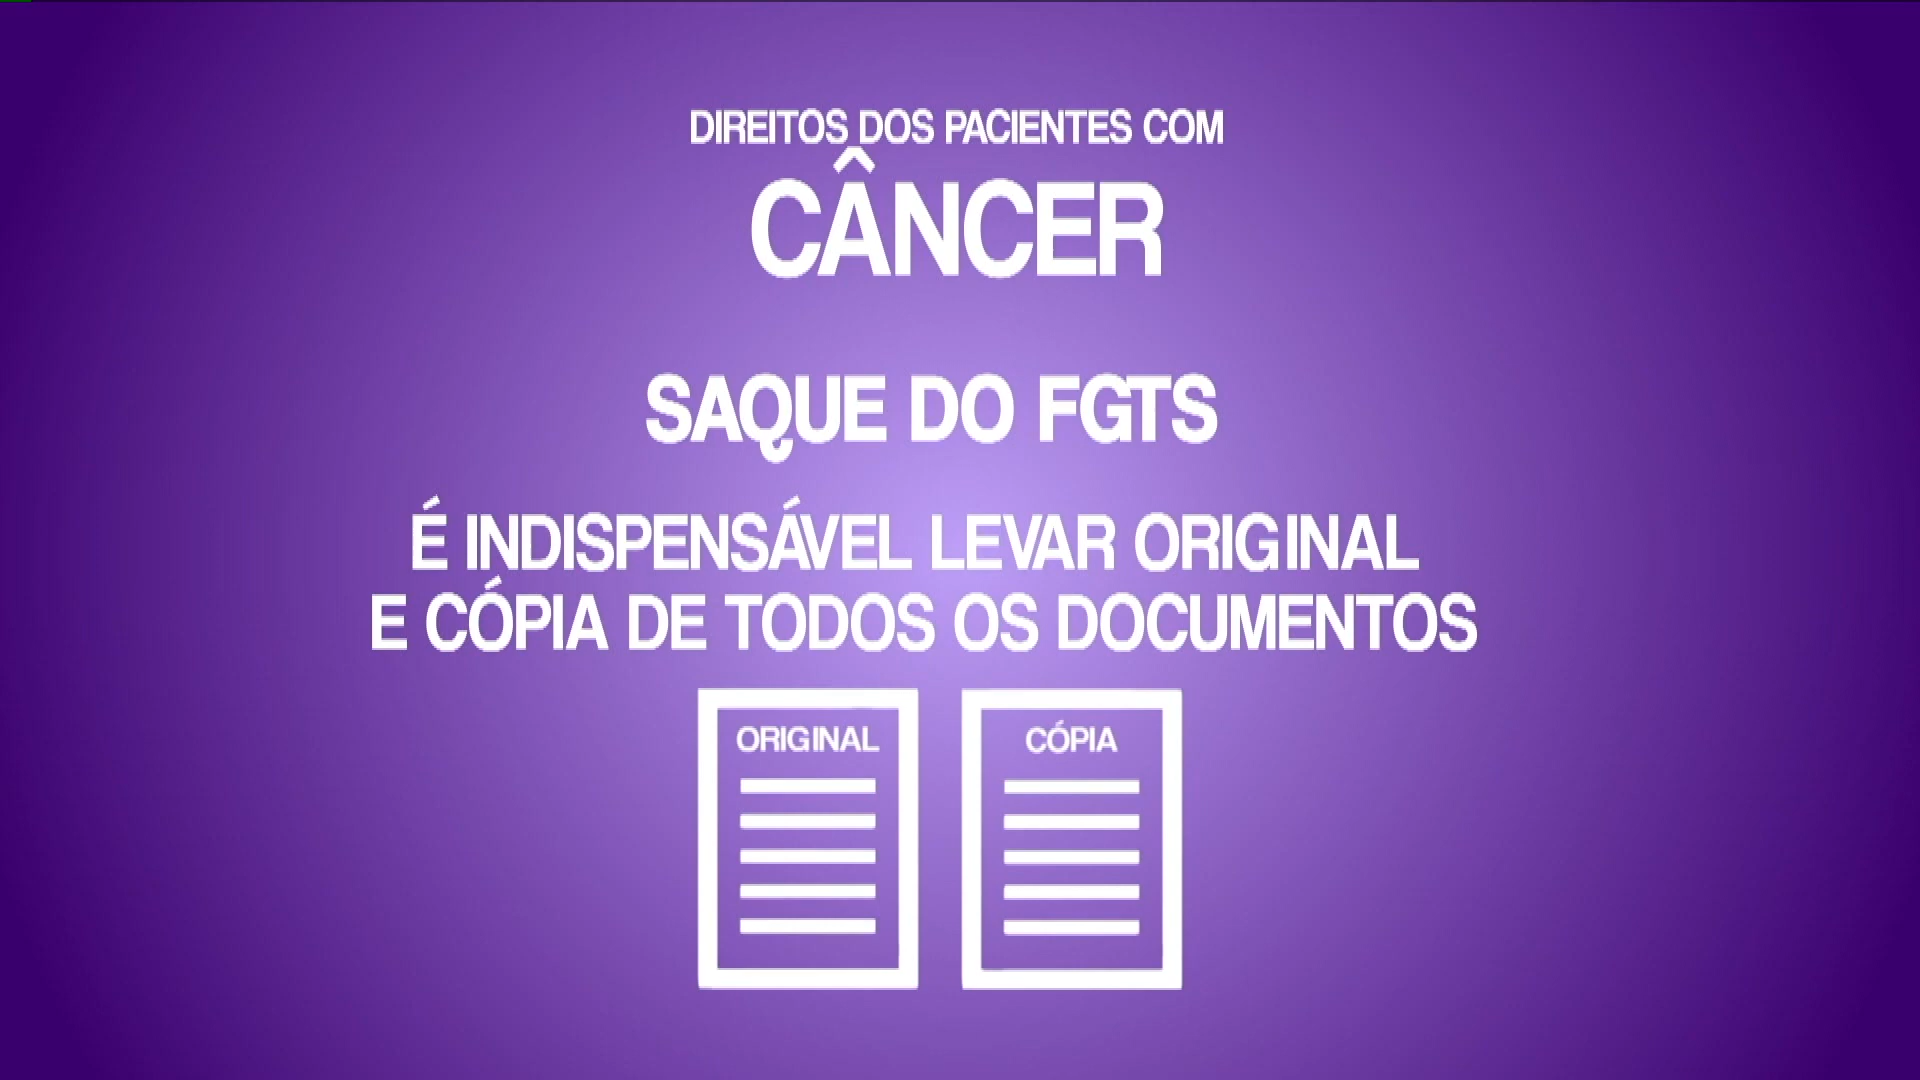 DIREITOS DOS PACIENTES COM
CÂNCER
SAQUE DO FGTS
É INDISPENSÁVEL LEVAR ORIGINAL
E CÓPIA DE TODOS OS DOCUMENTOS
ORIGINAL
CÓPIA